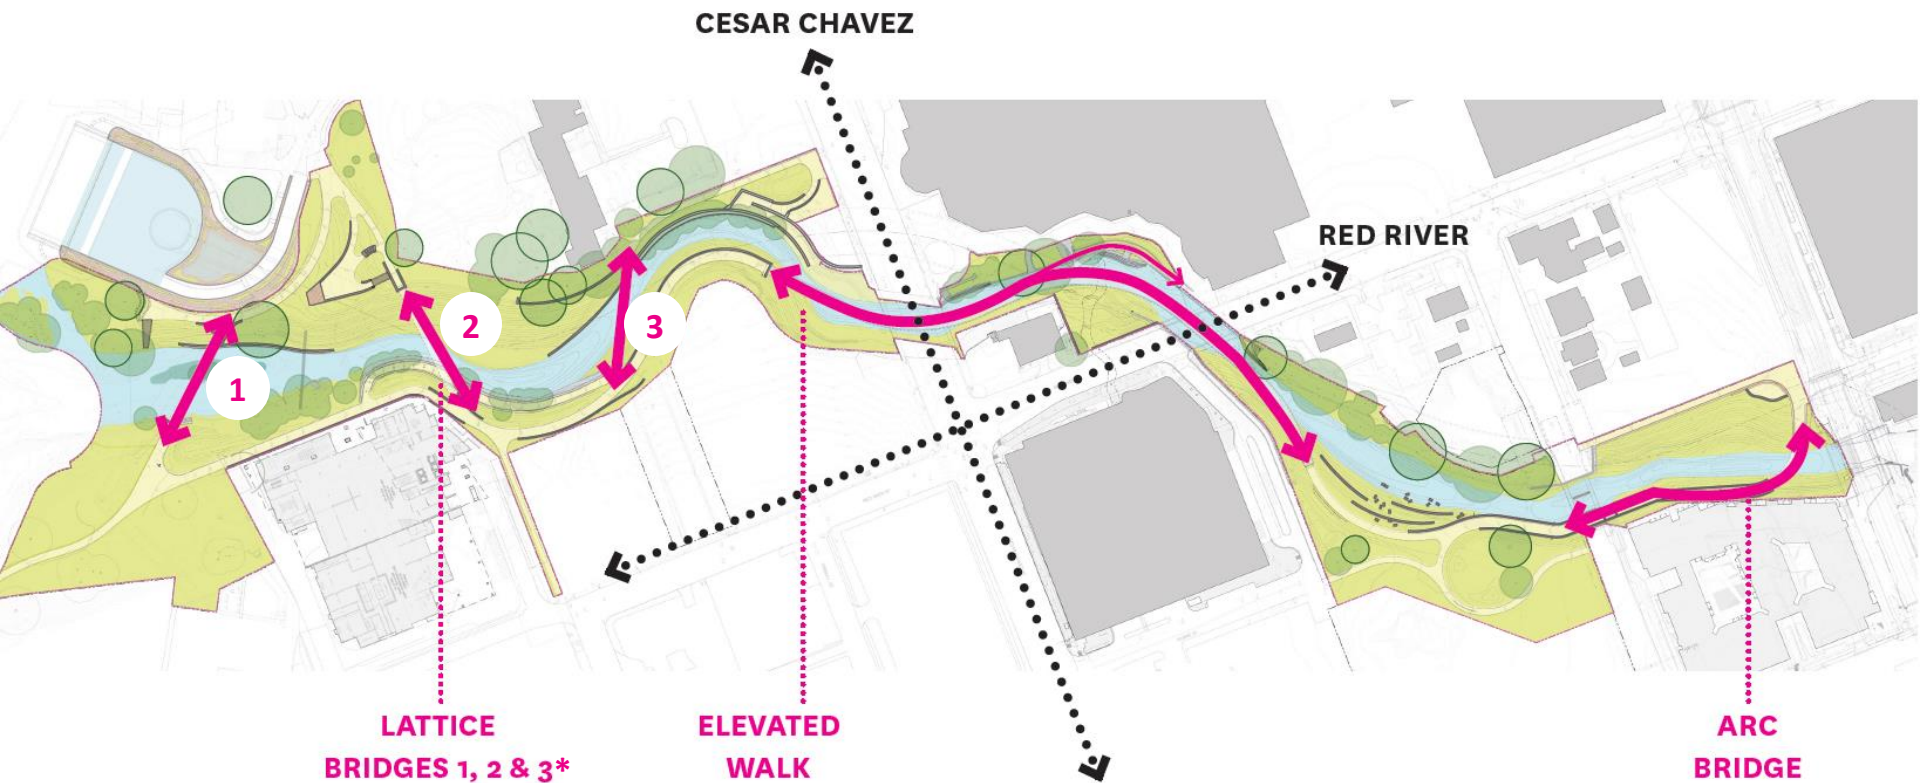 CESAR CHAVEZ
RED RIVER
1
2
3
LATTICE
BRIDGES 1, 2 & 3*
ELEVATED
WALK
ARC
BRIDGE